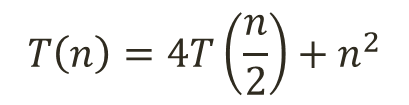 T(n) = 4T(n/2) + n²